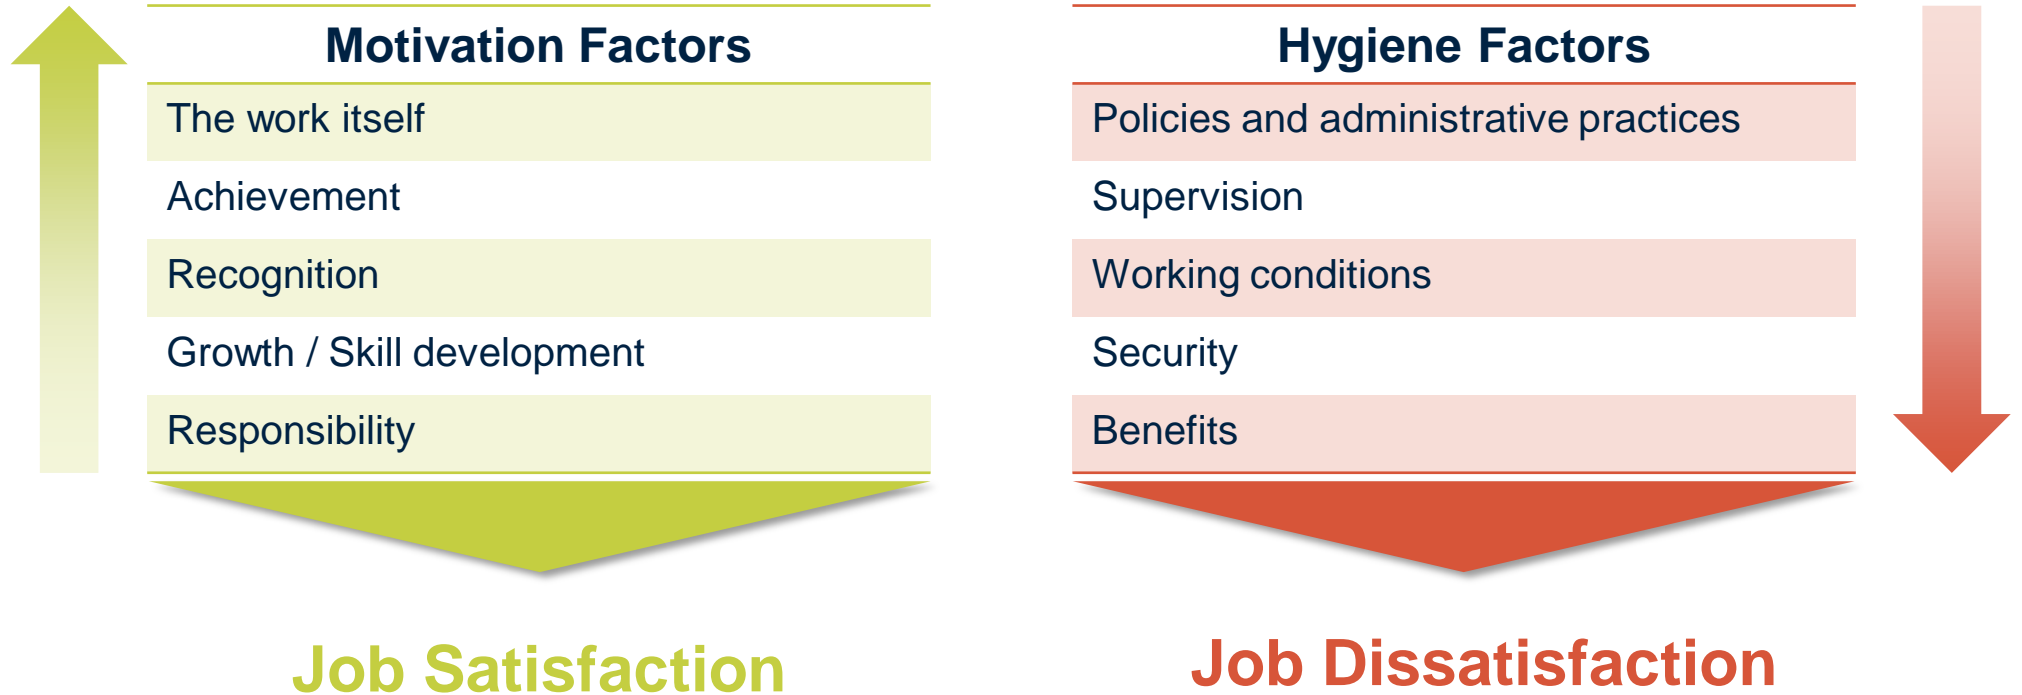 Motivation Factors
The work itself
Achievement
Recognition
Growth / Skill development
Responsibility
Job Satisfaction
Hygiene Factors
Policies and administrative practices
Supervision
Working conditions
Security
Benefits
Job Dissatisfaction